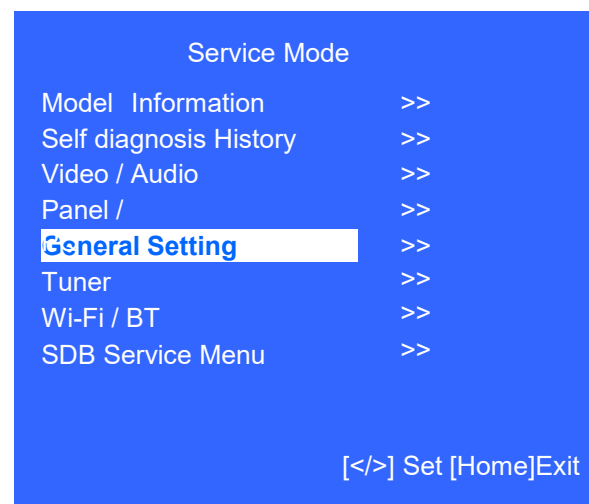 Service Mode
Model Information >>
Self diagnosis History >>
Video / Audio >>
Panel / >>
General Setting >>
Tuner >>
Wi-Fi / BT >>
SDB Service Menu >>
[</>] Set [Home]Exit